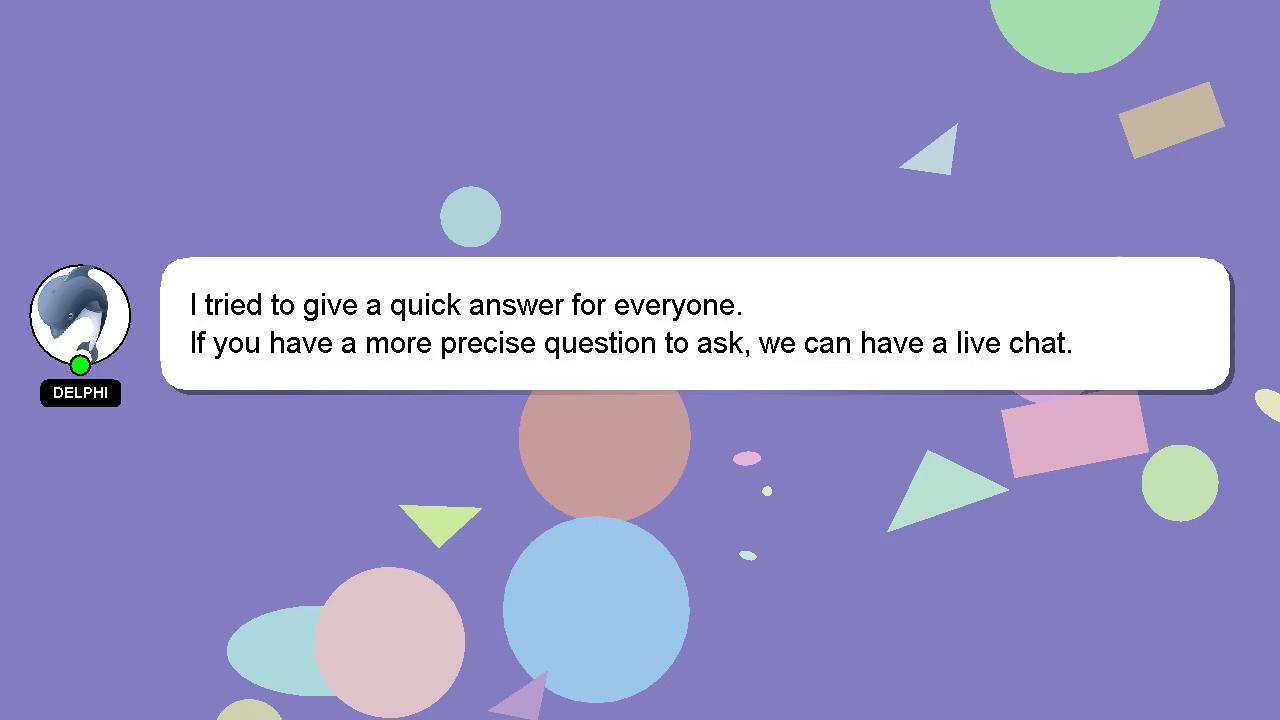 I tried to give a quick answer for everyone.
If you have a more precise question to ask, we can have a live chat.
DELPHI